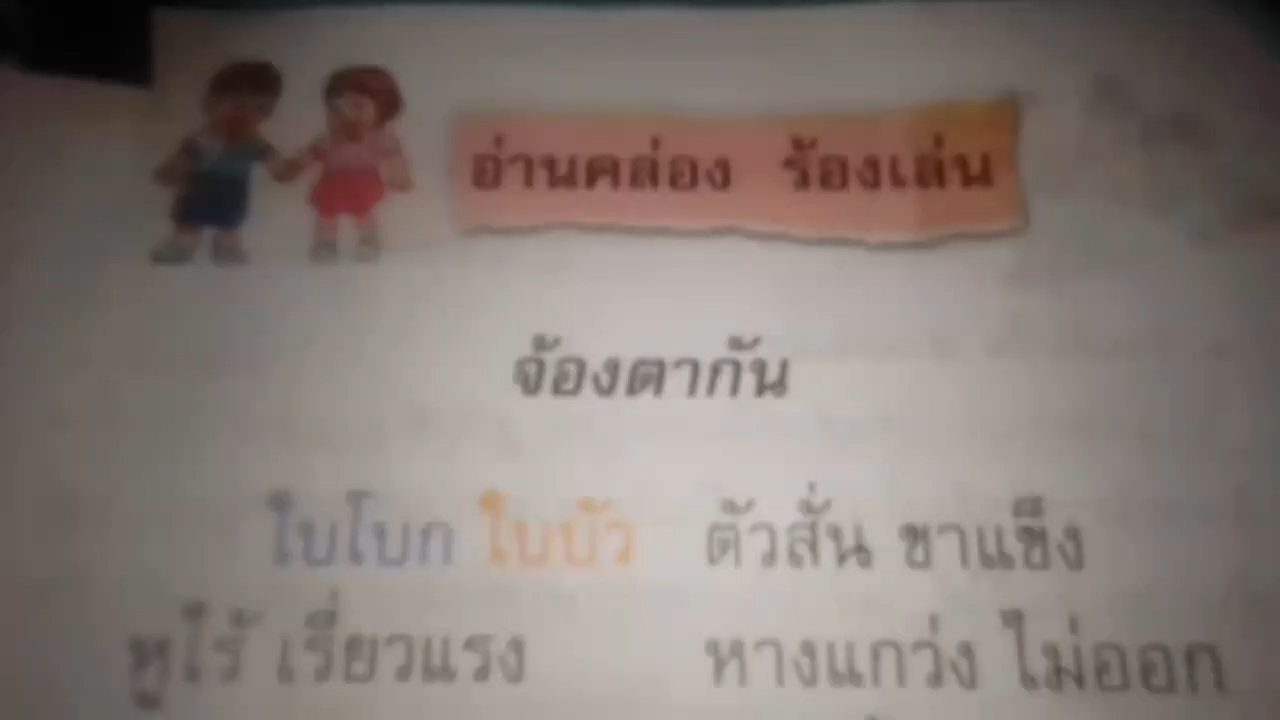 อ่านคล่อง ร้องเล่น
จ้องตากัน
ใบโบก ใบบัว ตัวสั่น ขาแข็ง
หูไร้ เรี่ยวแรง หางแกว่ง ไม่ออก